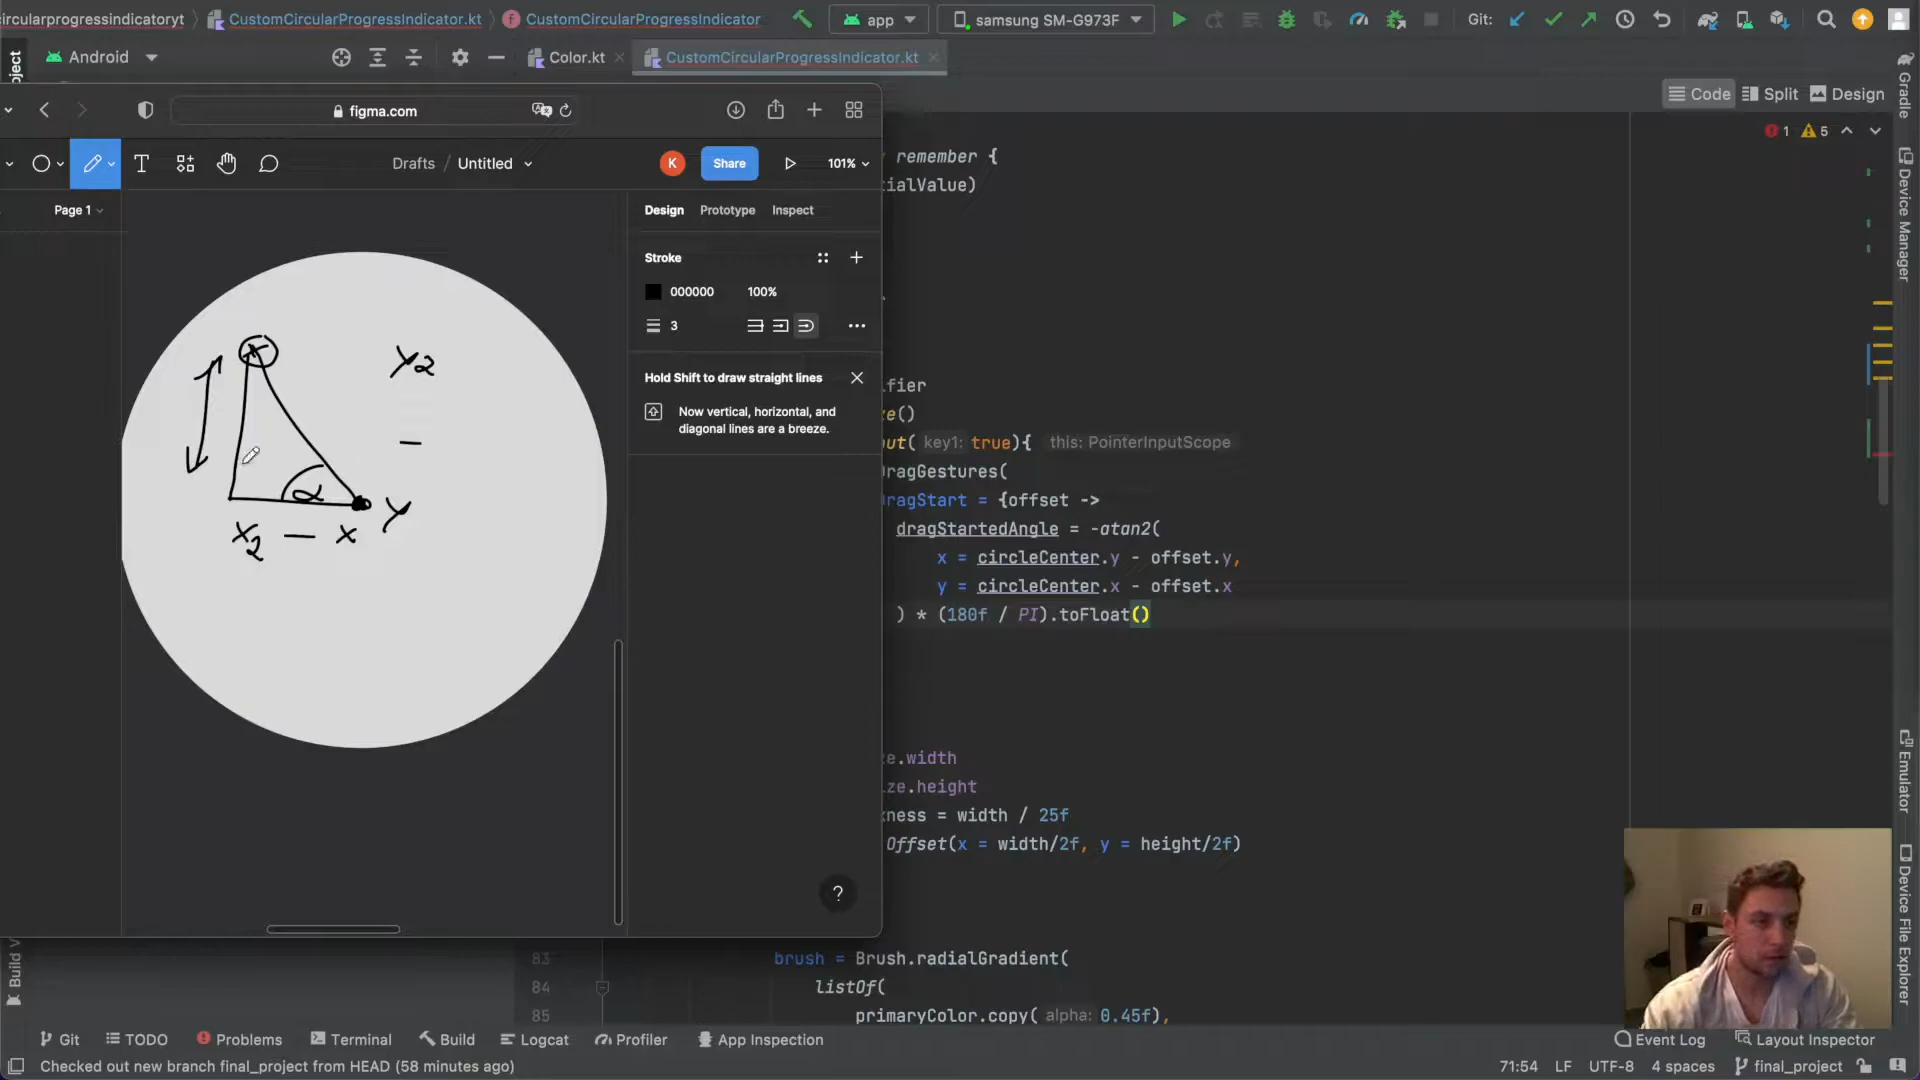 circularprogressindicatoryt
CustomCircularProgressIndicator.kt
CustomCircularProgressIndicator
app
samsung SM-G973F
Git:
Android
Color.kt
CustomCircularProgressIndicator.kt
Code
Split
Design
1
5
figma.com
Drafts / Untitled
K
Share
101%
Page 1
Design
Prototype
Inspect
Stroke
000000
100%
3
Hold Shift to draw straight lines
Now vertical, horizontal, and
diagonal lines are a breeze.
?
y2
−
α
y
x2 − x
remember {
ialValue)
fier
e()
ut( key1: true){ this: PointerInputScope
ragGestures(
ragStart = {offset ->
dragStartedAngle = -atan2(
x = circleCenter.y - offset.y,
y = circleCenter.x - offset.x
) * (180f / PI).toFloat()
e.width
ze.height
kness = width / 25f
Offset(x = width/2f, y = height/2f)
83 brush = Brush.radialGradient(
84 listOf(
85 primaryColor.copy( alpha: 0.45f),
ject
Build V
Gradle
Device Manager
Emulator
Device File Explorer
Git
TODO
Problems
Terminal
Build
Logcat
Profiler
App Inspection
Event Log
Layout Inspector
Checked out new branch final_project from HEAD (58 minutes ago)
71:54
LF
UTF-8
4 spaces
final_project